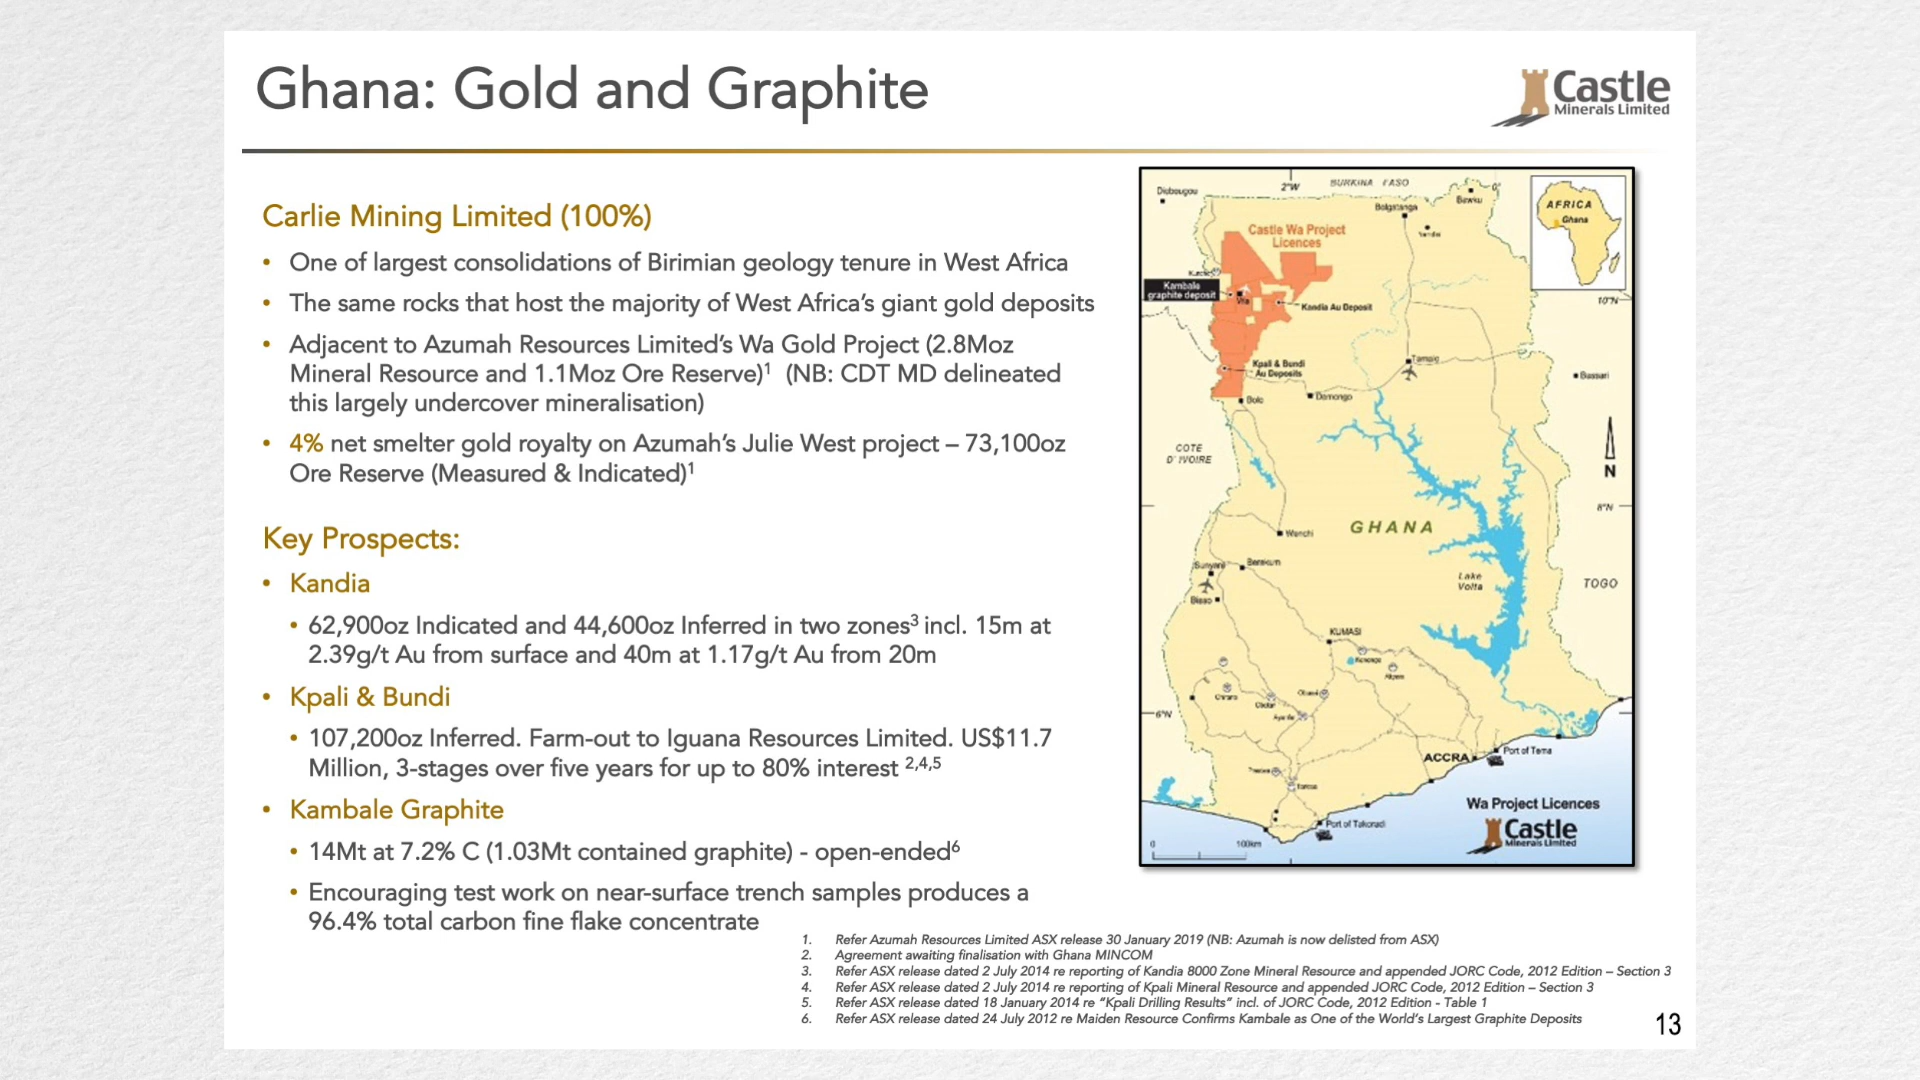 Ghana: Gold and Graphite
Castle
Minerals Limited
Carlie Mining Limited (100%)
• One of largest consolidations of Birimian geology tenure in West Africa
• The same rocks that host the majority of West Africa's giant gold deposits
• Adjacent to Azumah Resources Limited's Wa Gold Project (2.8Moz
Mineral Resource and 1.1Moz Ore Reserve)¹ (NB: CDT MD delineated
this largely undercover mineralisation)
• 4% net smelter gold royalty on Azumah's Julie West project – 73,100oz
Ore Reserve (Measured & Indicated)¹
Key Prospects:
• Kandia
• 62,900oz Indicated and 44,600oz Inferred in two zones³ incl. 15m at
2.39g/t Au from surface and 40m at 1.17g/t Au from 20m
• Kpali & Bundi
• 107,200oz Inferred. Farm-out to Iguana Resources Limited. US$11.7
Million, 3-stages over five years for up to 80% interest ²,⁴,⁵
• Kambale Graphite
• 14Mt at 7.2% C (1.03Mt contained graphite) - open-ended⁶
• Encouraging test work on near-surface trench samples produces a
96.4% total carbon fine flake concentrate
Diobougou
2°W
BURKINA FASO
0°
Bawku
Bolgatanga
AFRICA
Ghana
Castle Wa Project
Licences
Kambale
graphite deposit
Wa
Kandia Au Deposit
10°N
Kpali & Bundi
Au Deposits
Tamale
Bassari
Bole
Damongo
COTE
D'IVOIRE
N
8°N
GHANA
Wenchi
Sunyani
Berekum
Lake
Volta
TOGO
Bibao
KUMASI
Konongo
Chirano
Obuasi
6°N
ACCRA
Port of Tema
Wa Project Licences
Port of Takoradi
Castle
Minerals Limited
0
100km
1. Refer Azumah Resources Limited ASX release 30 January 2019 (NB: Azumah is now delisted from ASX)
2. Agreement awaiting finalisation with Ghana MINCOM
3. Refer ASX release dated 2 July 2014 re reporting of Kandia 8000 Zone Mineral Resource and appended JORC Code, 2012 Edition – Section 3
4. Refer ASX release dated 2 July 2014 re reporting of Kpali Mineral Resource and appended JORC Code, 2012 Edition – Section 3
5. Refer ASX release dated 18 January 2014 re "Kpali Drilling Results" incl. of JORC Code, 2012 Edition - Table 1
6. Refer ASX release dated 24 July 2012 re Maiden Resource Confirms Kambale as One of the World's Largest Graphite Deposits
13